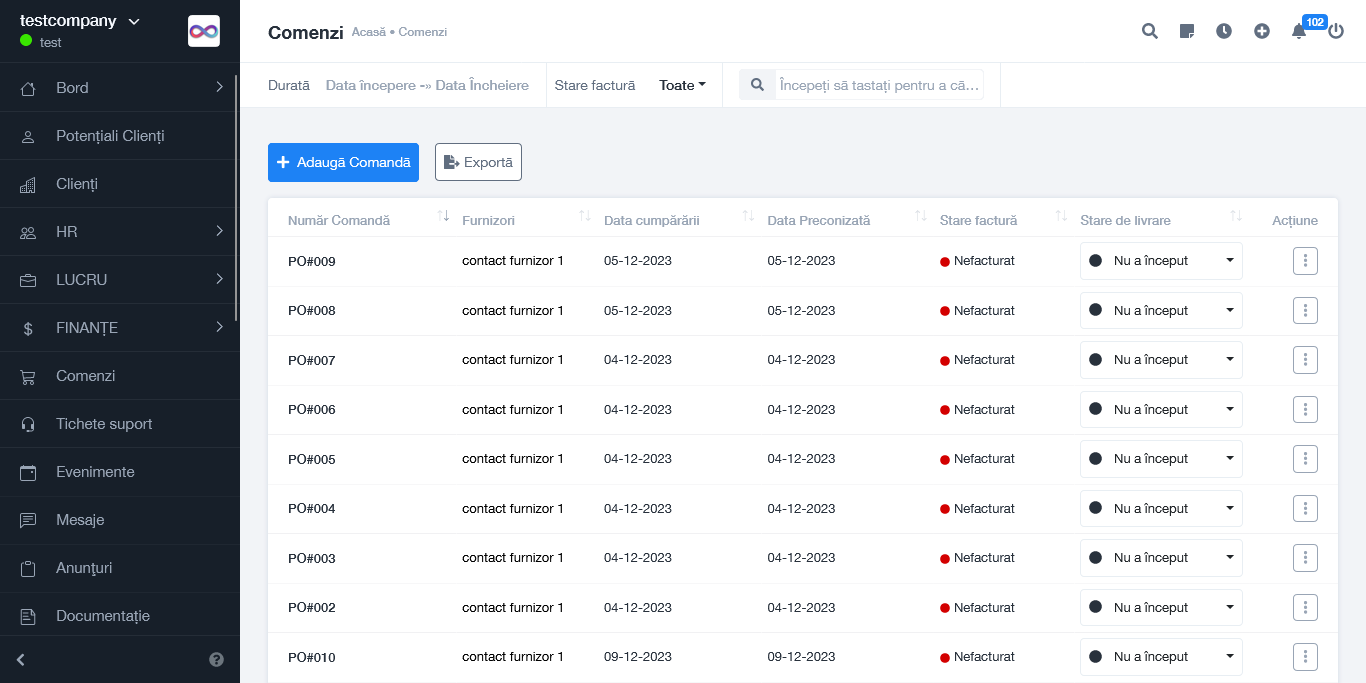 testcompany
test
Bord
Potențiali Clienți
Clienți
HR
LUCRU
FINANȚE
Comenzi
Tichete suport
Evenimente
Mesaje
Anunțuri
Documentație
Comenzi Acasă • Comenzi
102
Durată Data începere -» Data Încheiere Stare factură Toate Începeți să tastați pentru a că...
Adaugă Comandă Exportă
Număr Comandă Furnizori Data cumpărării Data Preconizată Stare factură Stare de livrare Acțiune
PO#009 contact furnizor 1 05-12-2023 05-12-2023 Nefacturat Nu a început
PO#008 contact furnizor 1 05-12-2023 05-12-2023 Nefacturat Nu a început
PO#007 contact furnizor 1 04-12-2023 04-12-2023 Nefacturat Nu a început
PO#006 contact furnizor 1 04-12-2023 04-12-2023 Nefacturat Nu a început
PO#005 contact furnizor 1 04-12-2023 04-12-2023 Nefacturat Nu a început
PO#004 contact furnizor 1 04-12-2023 04-12-2023 Nefacturat Nu a început
PO#003 contact furnizor 1 04-12-2023 04-12-2023 Nefacturat Nu a început
PO#002 contact furnizor 1 04-12-2023 04-12-2023 Nefacturat Nu a început
PO#010 contact furnizor 1 09-12-2023 09-12-2023 Nefacturat Nu a început